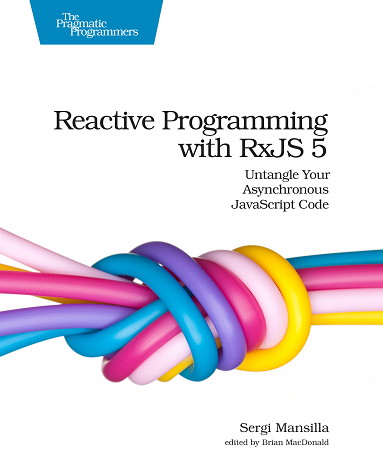 The
Pragmatic
Programmers
Reactive Programming
with RxJS 5
Untangle Your
Asynchronous
JavaScript Code
Sergi Mansilla
edited by Brian MacDonald